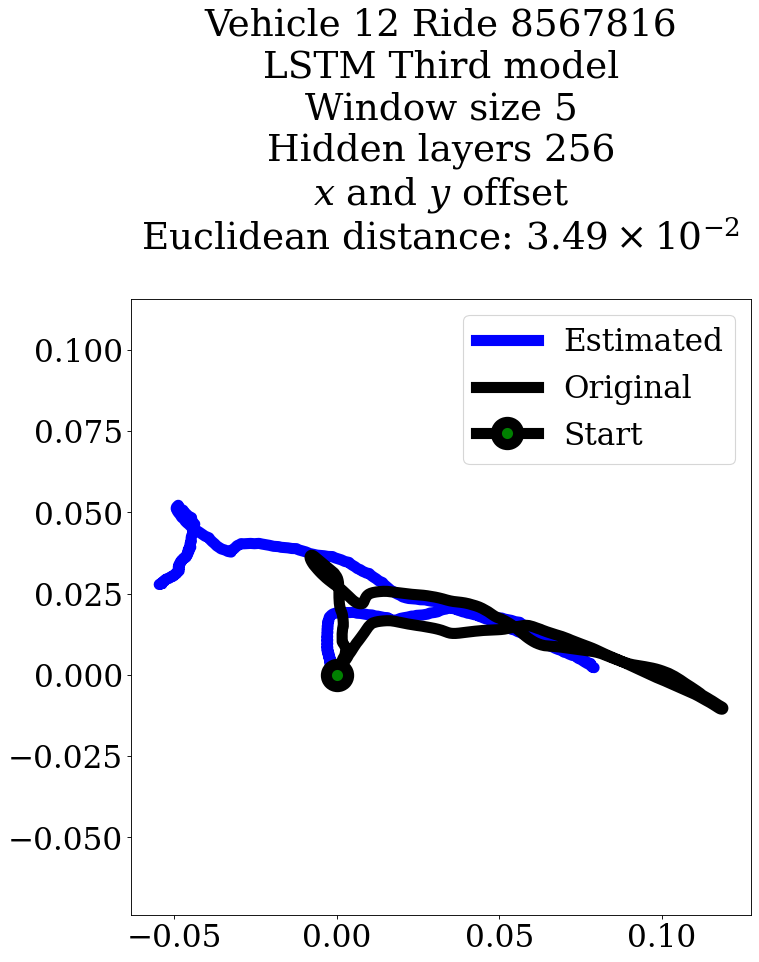 Vehicle 12 Ride 8567816
LSTM Third model
Window size 5
Hidden layers 256
x and y offset
Euclidean distance: 3.49 × 10⁻²
Estimated
Original
Start
0.100
0.075
0.050
0.025
0.000
−0.025
−0.050
−0.05 0.00 0.05 0.10